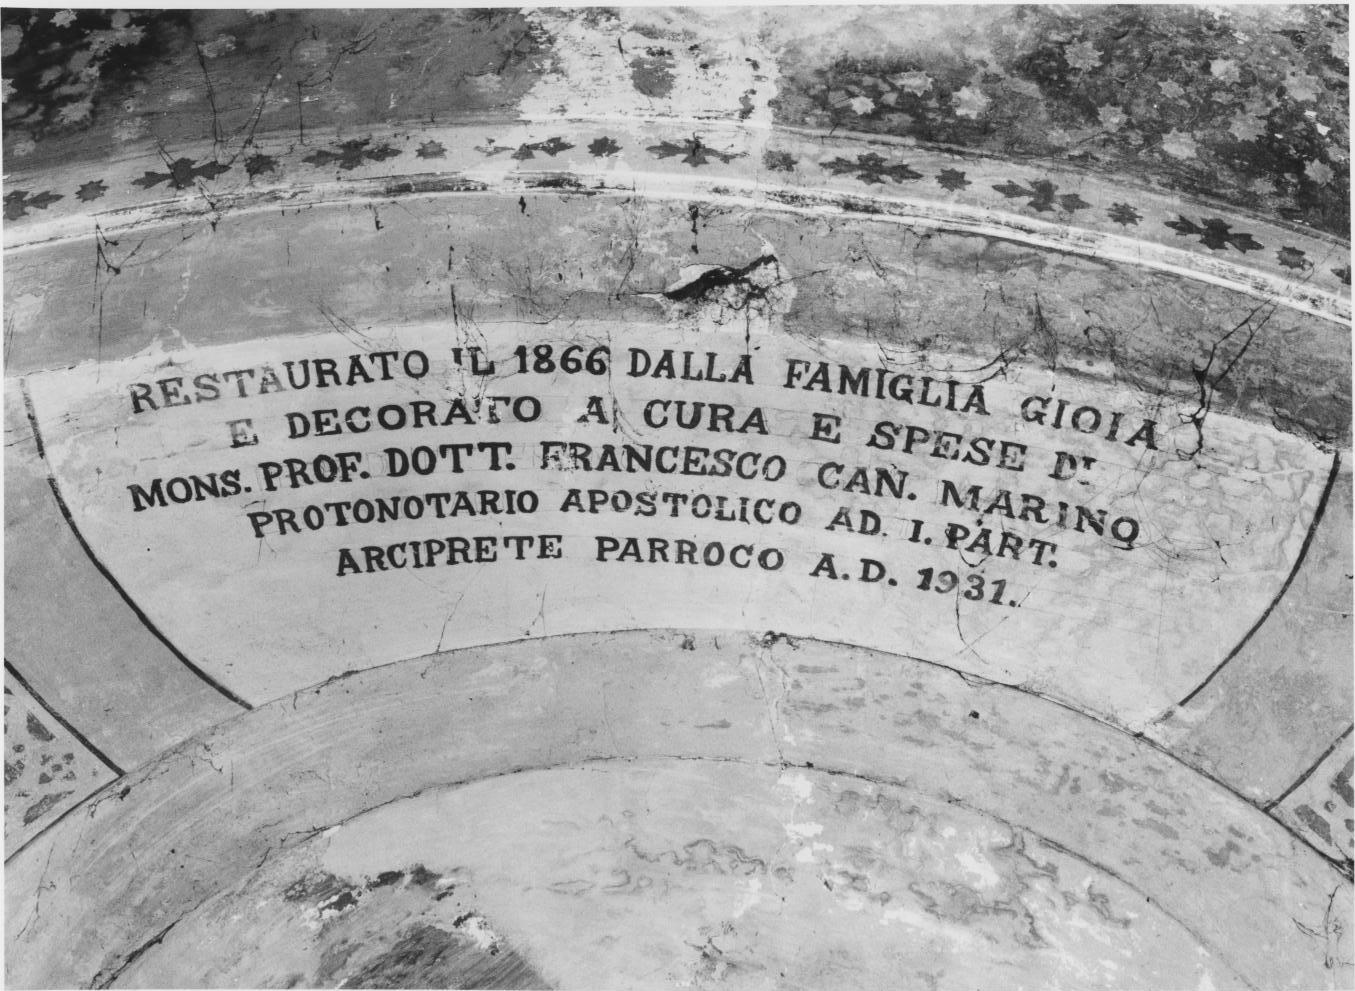 RESTAURATO IL 1866 DALLA FAMIGLIA GIOIA
E DECORATO A CURA E SPESE DI
MONS. PROF. DOTT. FRANCESCO CAN. MARINO
PROTONOTARIO APOSTOLICO AD. I. PART.
ARCIPRETE PARROCO A.D. 1931.